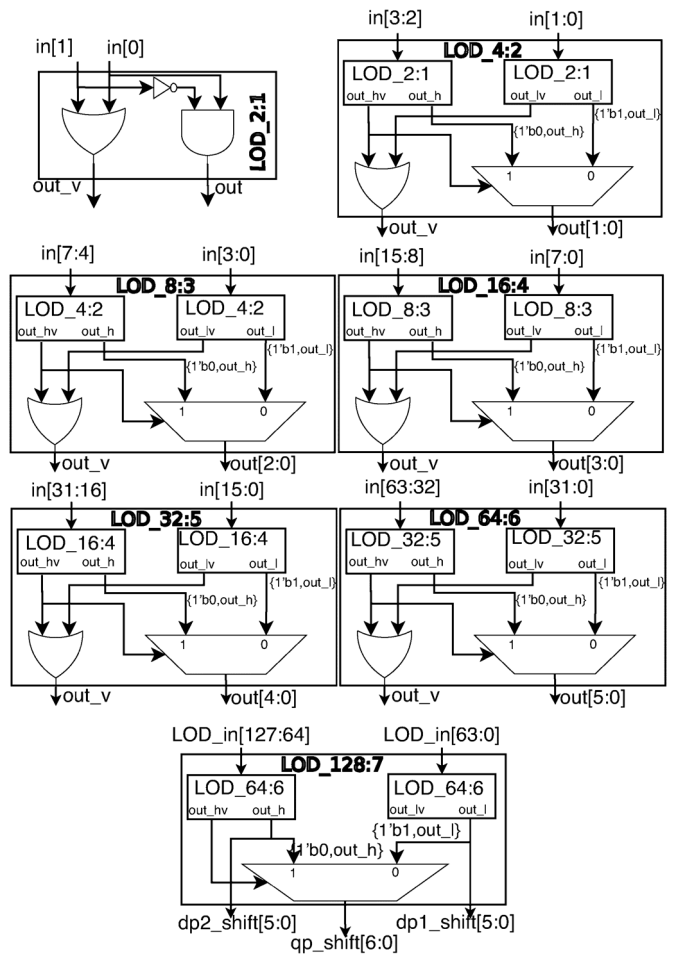 in[1] in[0]
LOD_2:1
out_v out
in[3:2] in[1:0]
LOD_4:2
LOD_2:1 LOD_2:1
out_hv out_h out_lv out_l
{1'b0,out_h} {1'b1,out_l}
1 0
out_v out[1:0]
in[7:4] in[3:0]
LOD_8:3
LOD_4:2 LOD_4:2
out_hv out_h out_lv out_l
{1'b0,out_h} {1'b1,out_l}
1 0
out_v out[2:0]
in[15:8] in[7:0]
LOD_16:4
LOD_8:3 LOD_8:3
out_hv out_h out_lv out_l
{1'b0,out_h} {1'b1,out_l}
1 0
out_v out[3:0]
in[31:16] in[15:0]
LOD_32:5
LOD_16:4 LOD_16:4
out_hv out_h out_lv out_l
{1'b0,out_h} {1'b1,out_l}
1 0
out_v out[4:0]
in[63:32] in[31:0]
LOD_64:6
LOD_32:5 LOD_32:5
out_hv out_h out_lv out_l
{1'b0,out_h} {1'b1,out_l}
1 0
out_v out[5:0]
LOD_in[127:64] LOD_in[63:0]
LOD_128:7
LOD_64:6 LOD_64:6
out_hv out_h out_lv out_l
{1'b0,out_h} {1'b1,out_l}
1 0
dp2_shift[5:0] dp1_shift[5:0]
qp_shift[6:0]